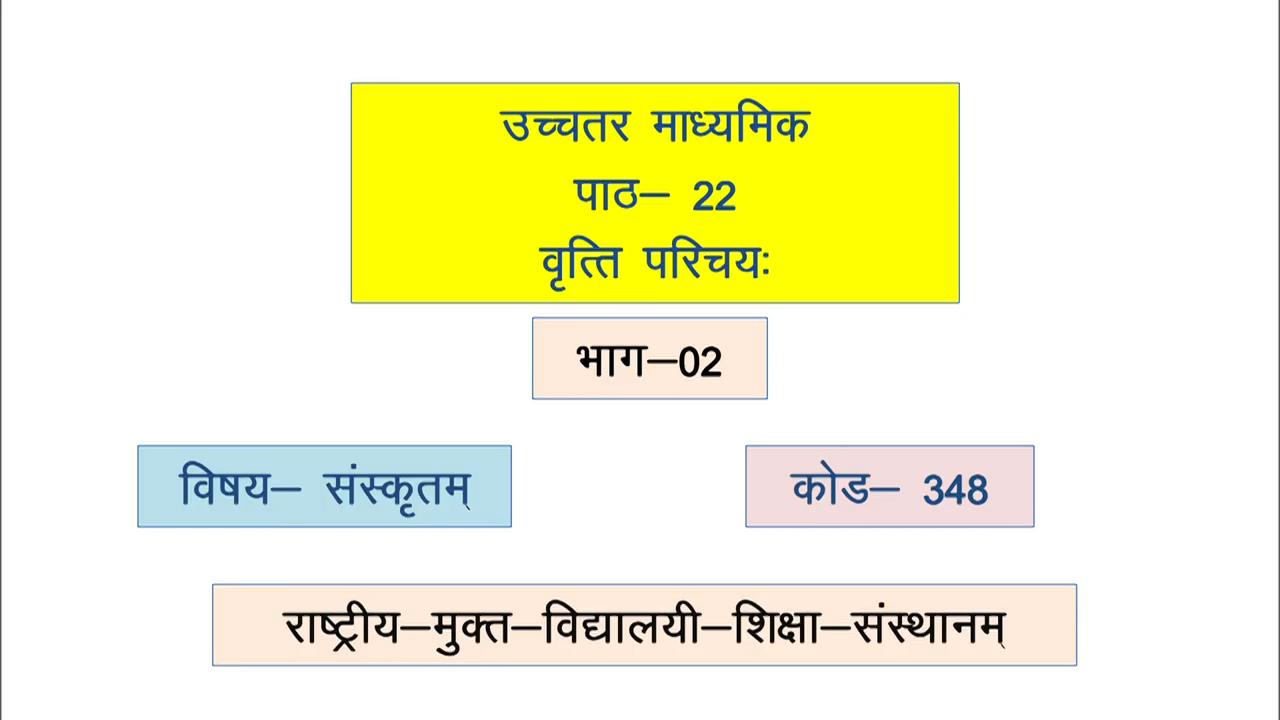 उच्चतर माध्यमिक
पाठ– 22
वृत्ति परिचयः
भाग–02
विषय– संस्कृतम्
कोड– 348
राष्ट्रीय–मुक्त–विद्यालयी–शिक्षा–संस्थानम्